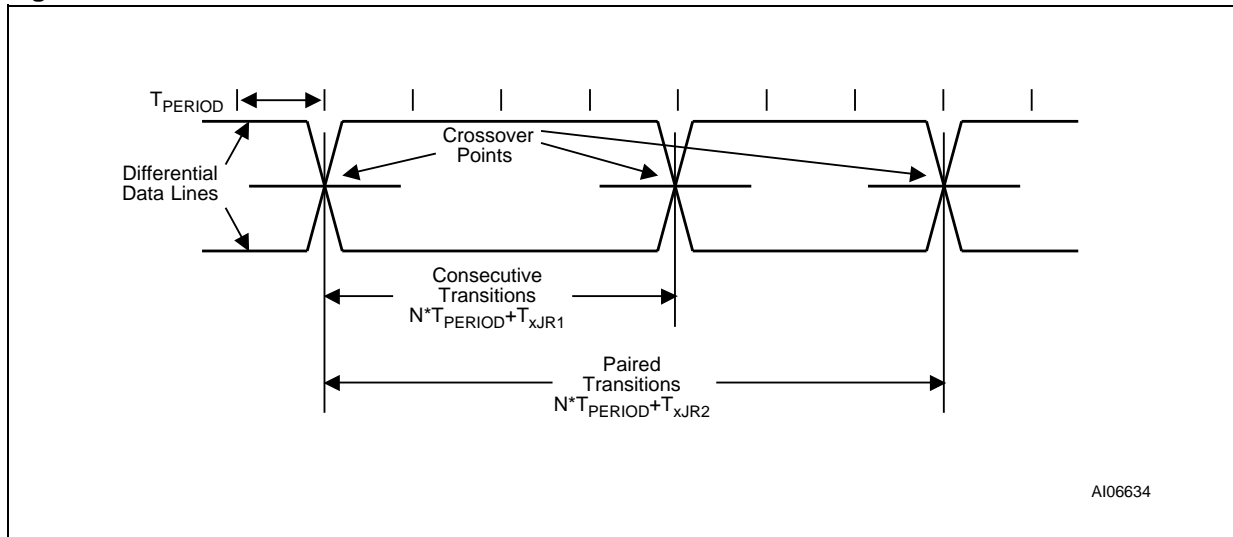 TPERIOD
Crossover
Points
Differential
Data Lines
Consecutive
Transitions
N*TPERIOD+TxJR1
Paired
Transitions
N*TPERIOD+TxJR2
AI06634